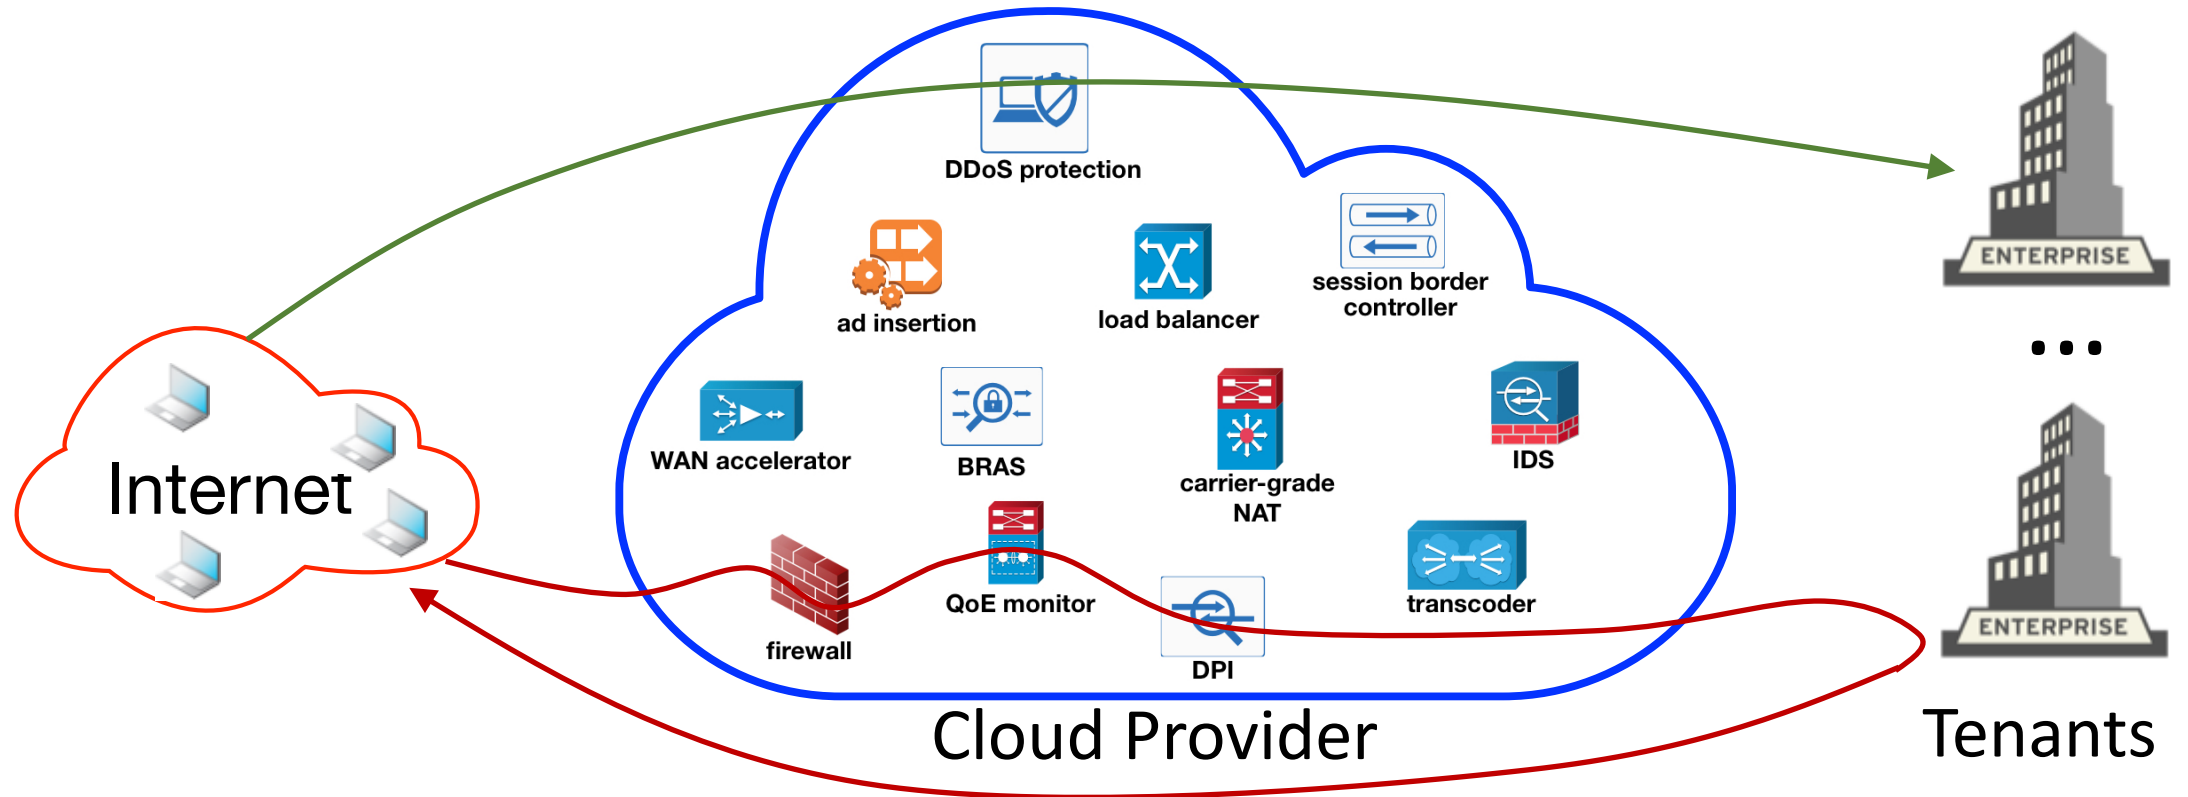 DDoS protection
ENTERPRISE
ad insertion
load balancer
session border
controller
...
Internet
WAN accelerator
BRAS
carrier-grade
NAT
IDS
firewall
QoE monitor
DPI
transcoder
ENTERPRISE
Cloud Provider
Tenants